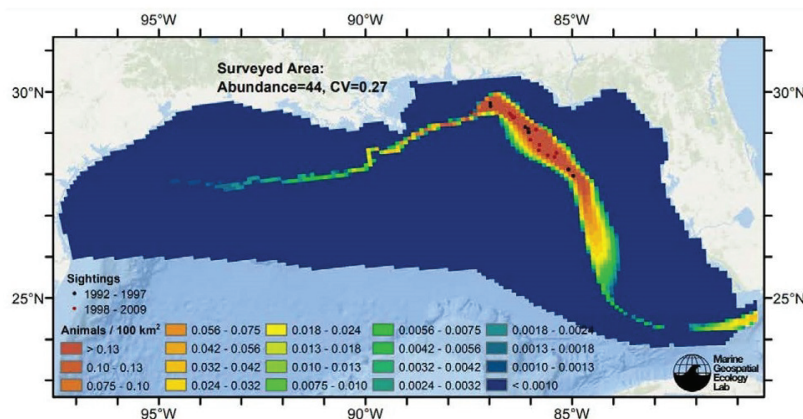 95°W 90°W 85°W
Surveyed Area:
Abundance=44, CV=0.27
30°N 30°N
25°N 25°N
Sightings
1992 - 1997
1998 - 2009
Animals / 100 km²
> 0.13
0.10 - 0.13
0.075 - 0.10
0.056 - 0.075
0.042 - 0.056
0.032 - 0.042
0.024 - 0.032
0.018 - 0.024
0.013 - 0.018
0.010 - 0.013
0.0075 - 0.010
0.0056 - 0.0075
0.0042 - 0.0056
0.0032 - 0.0042
0.0024 - 0.0032
0.0018 - 0.0024
0.0013 - 0.0018
0.0010 - 0.0013
< 0.0010
Marine
Geospatial
Ecology
Lab
95°W 90°W 85°W